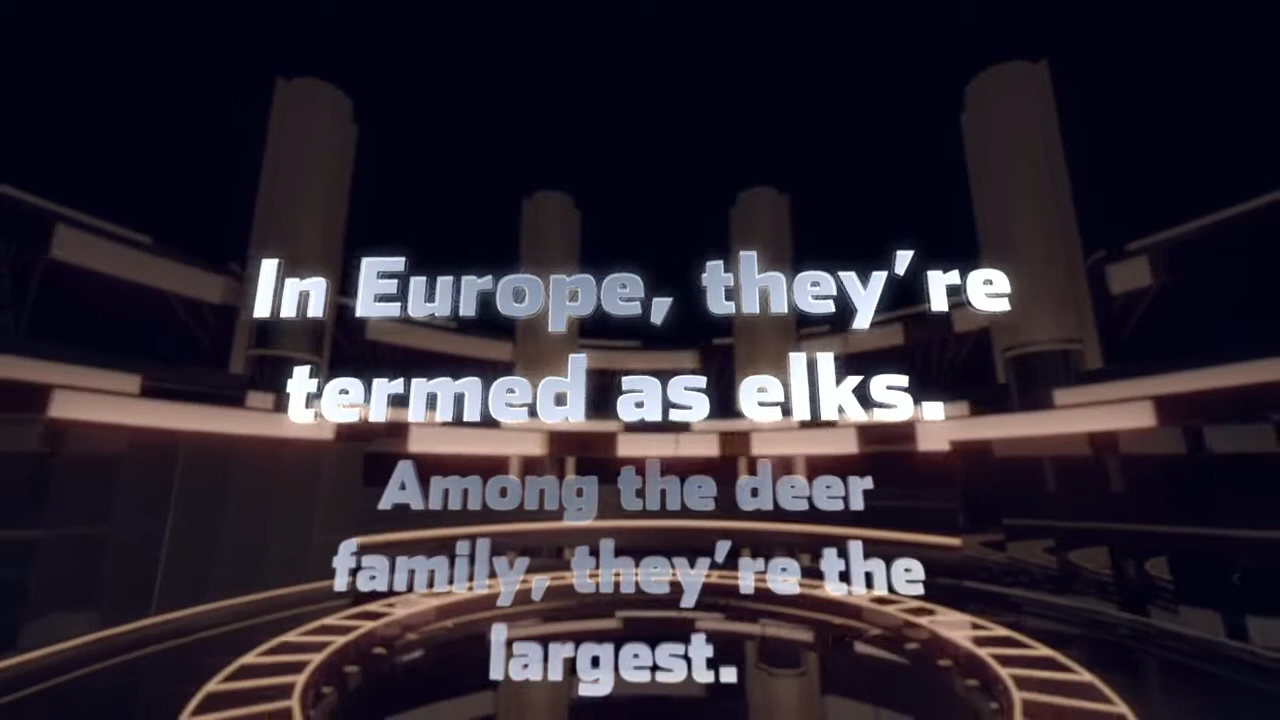 In Europe, they're
termed as elks.
Among the deer
family, they're the
largest.